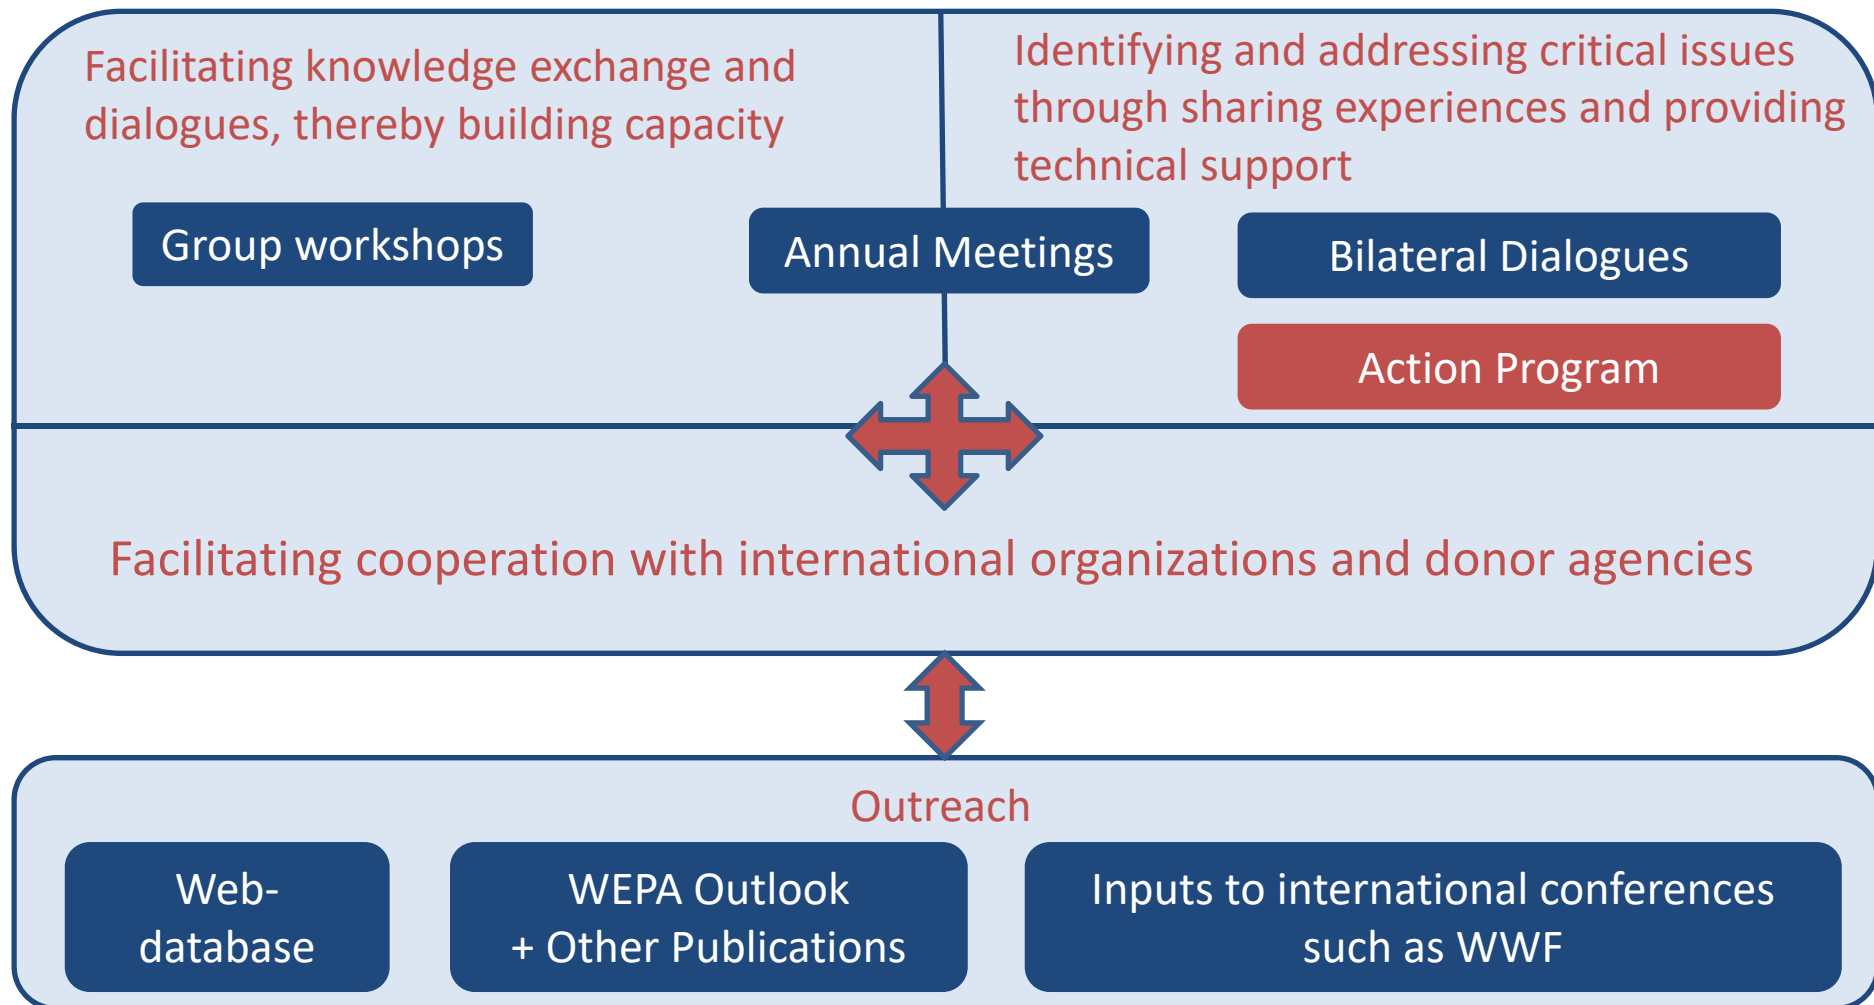 Facilitating knowledge exchange and
dialogues, thereby building capacity
Identifying and addressing critical issues
through sharing experiences and providing
technical support
Group workshops
Annual Meetings
Bilateral Dialogues
Action Program
Facilitating cooperation with international organizations and donor agencies
Outreach
Web-
database
WEPA Outlook
+ Other Publications
Inputs to international conferences
such as WWF